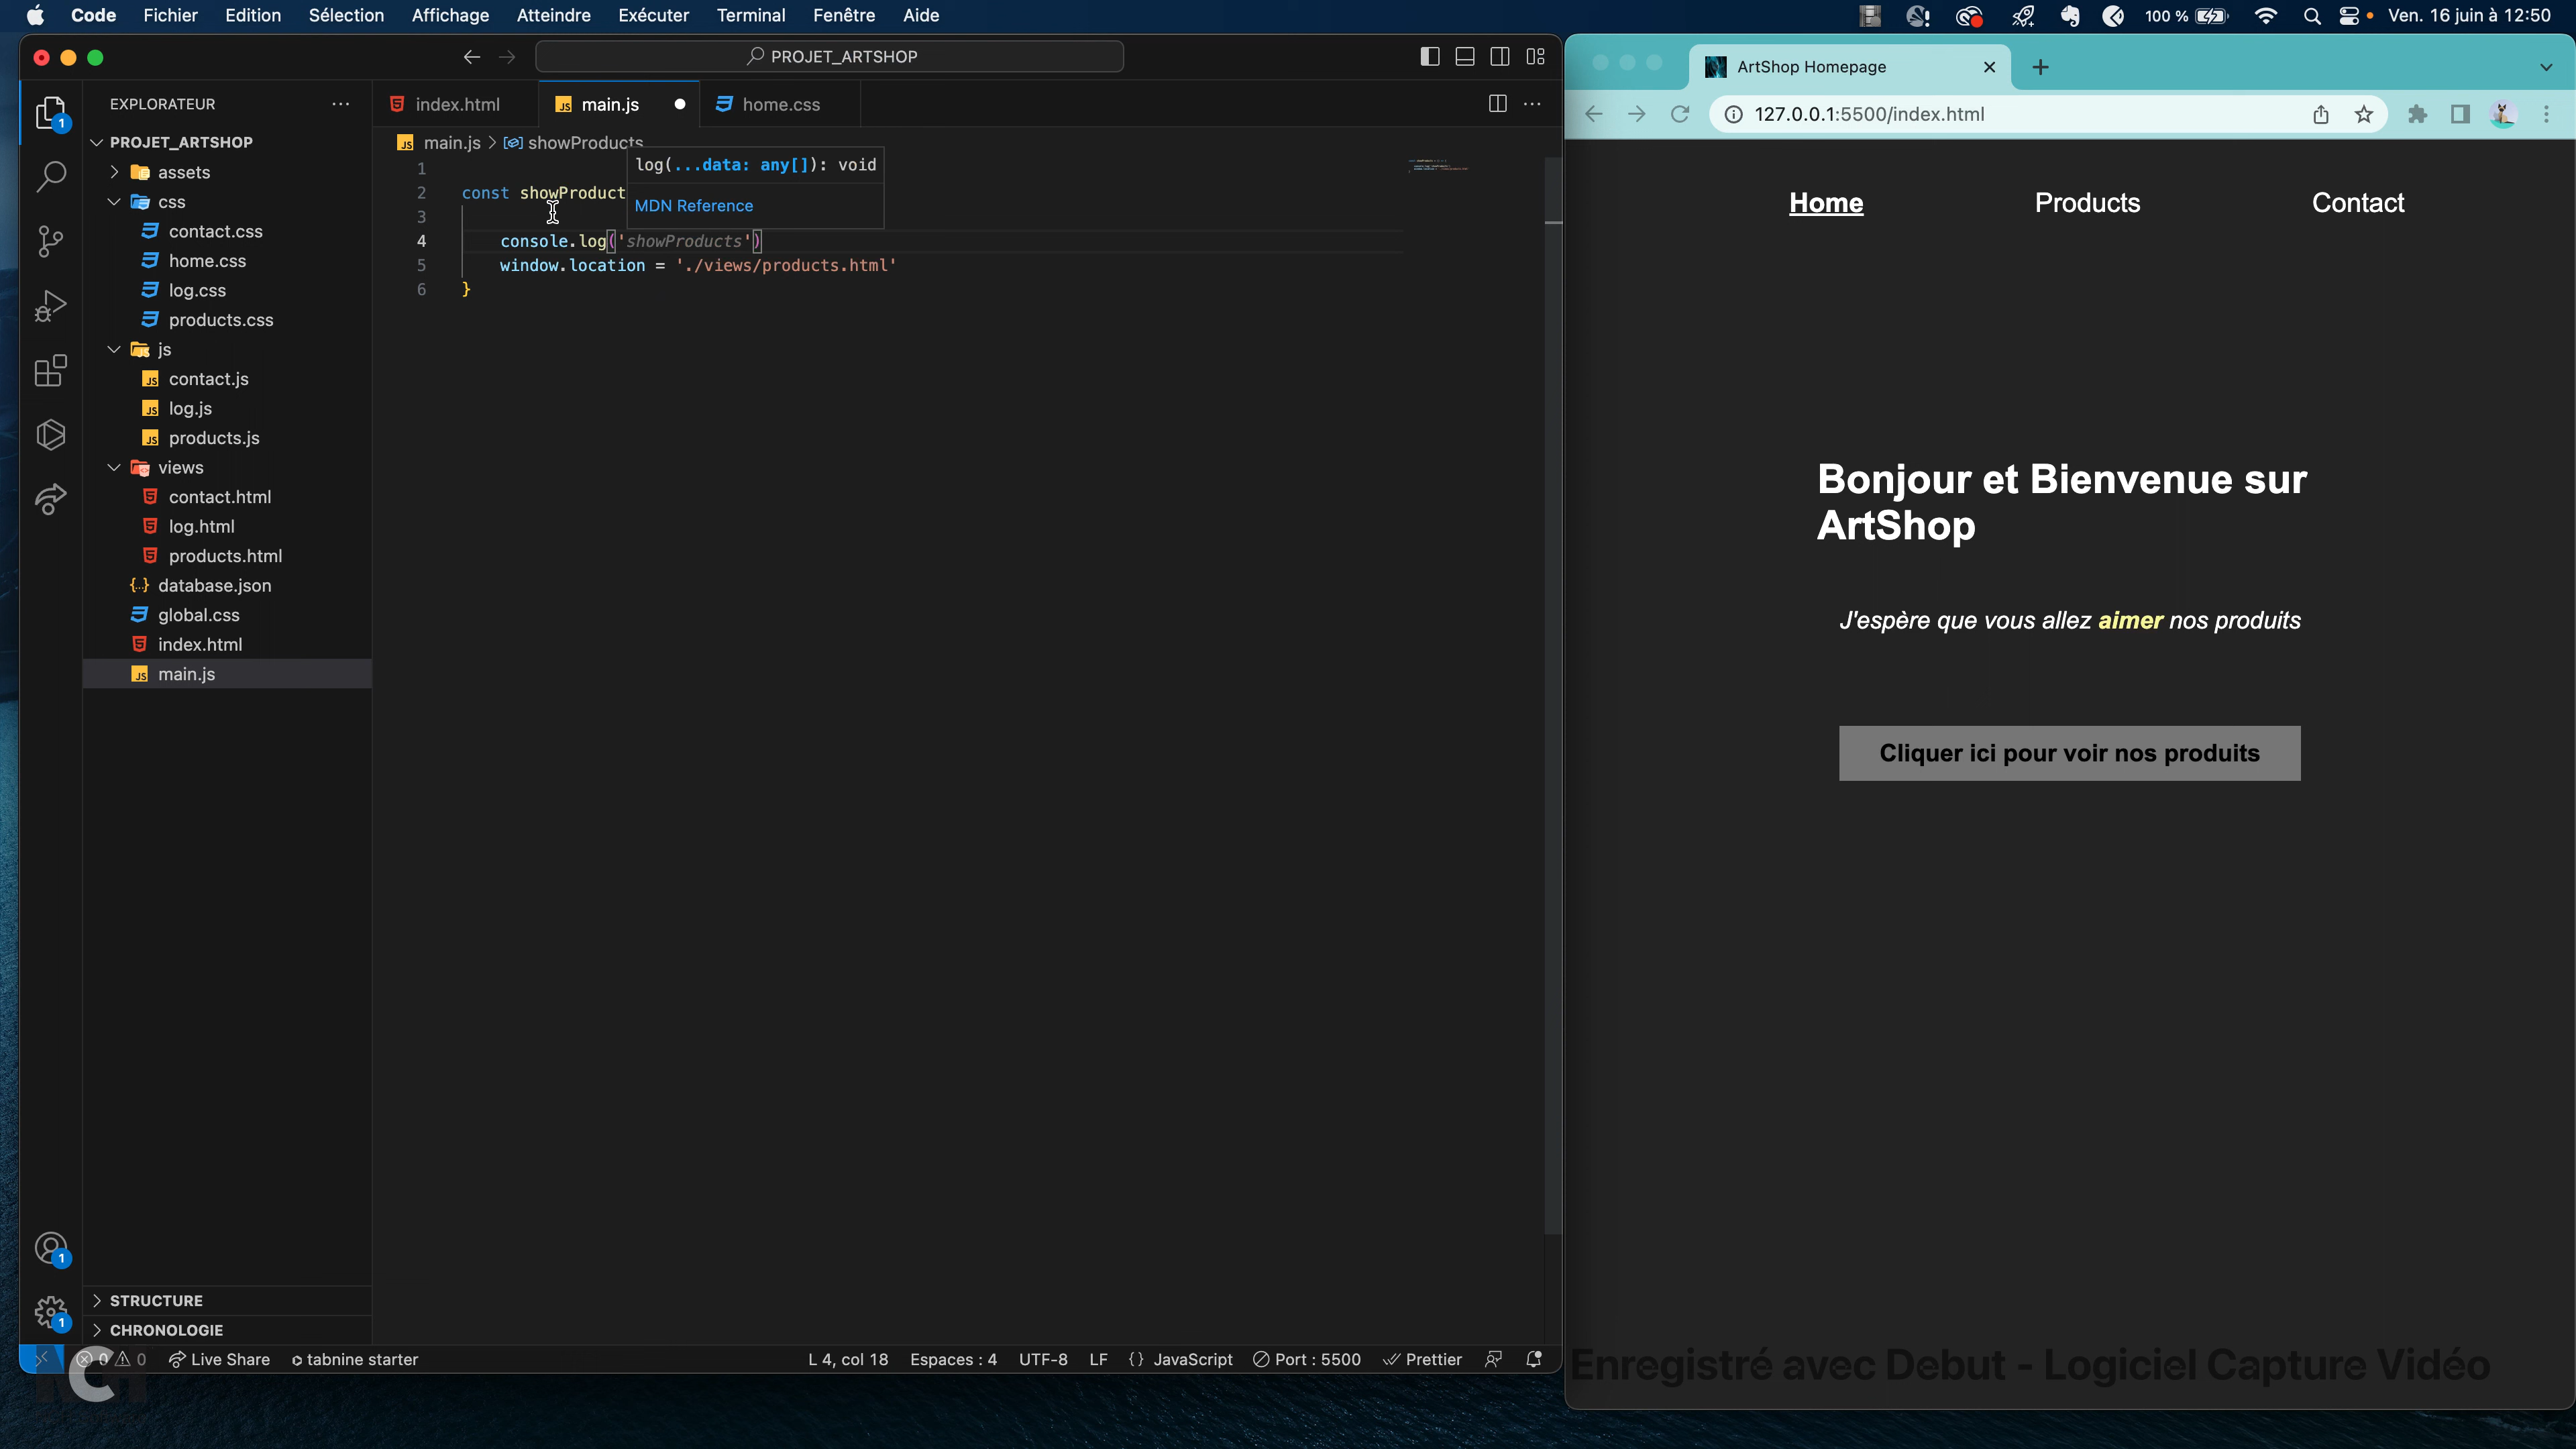 Code Fichier Edition Sélection Affichage Atteindre Exécuter Terminal Fenêtre Aide 100 % Ven. 16 juin à 12:50
PROJET_ARTSHOP
EXPLORATEUR
1
PROJET_ARTSHOP
assets
css
contact.css
home.css
log.css
products.css
js
contact.js
log.js
products.js
views
contact.html
log.html
products.html
database.json
global.css
index.html
main.js
1
1
STRUCTURE
CHRONOLOGIE
index.html main.js home.css
main.js > showProducts
log(...data: any[]): void
MDN Reference
1
2 const showProduct
3
4 console.log('showProducts')
5 window.location = './views/products.html'
6 }
0 0 Live Share tabnine starter L 4, col 18 Espaces : 4 UTF-8 LF {} JavaScript Port : 5500 Prettier
ArtShop Homepage
127.0.0.1:5500/index.html
Home Products Contact
Bonjour et Bienvenue sur
ArtShop
J'espère que vous allez aimer nos produits
Cliquer ici pour voir nos produits
Enregistré avec Debut - Logiciel Capture Vidéo